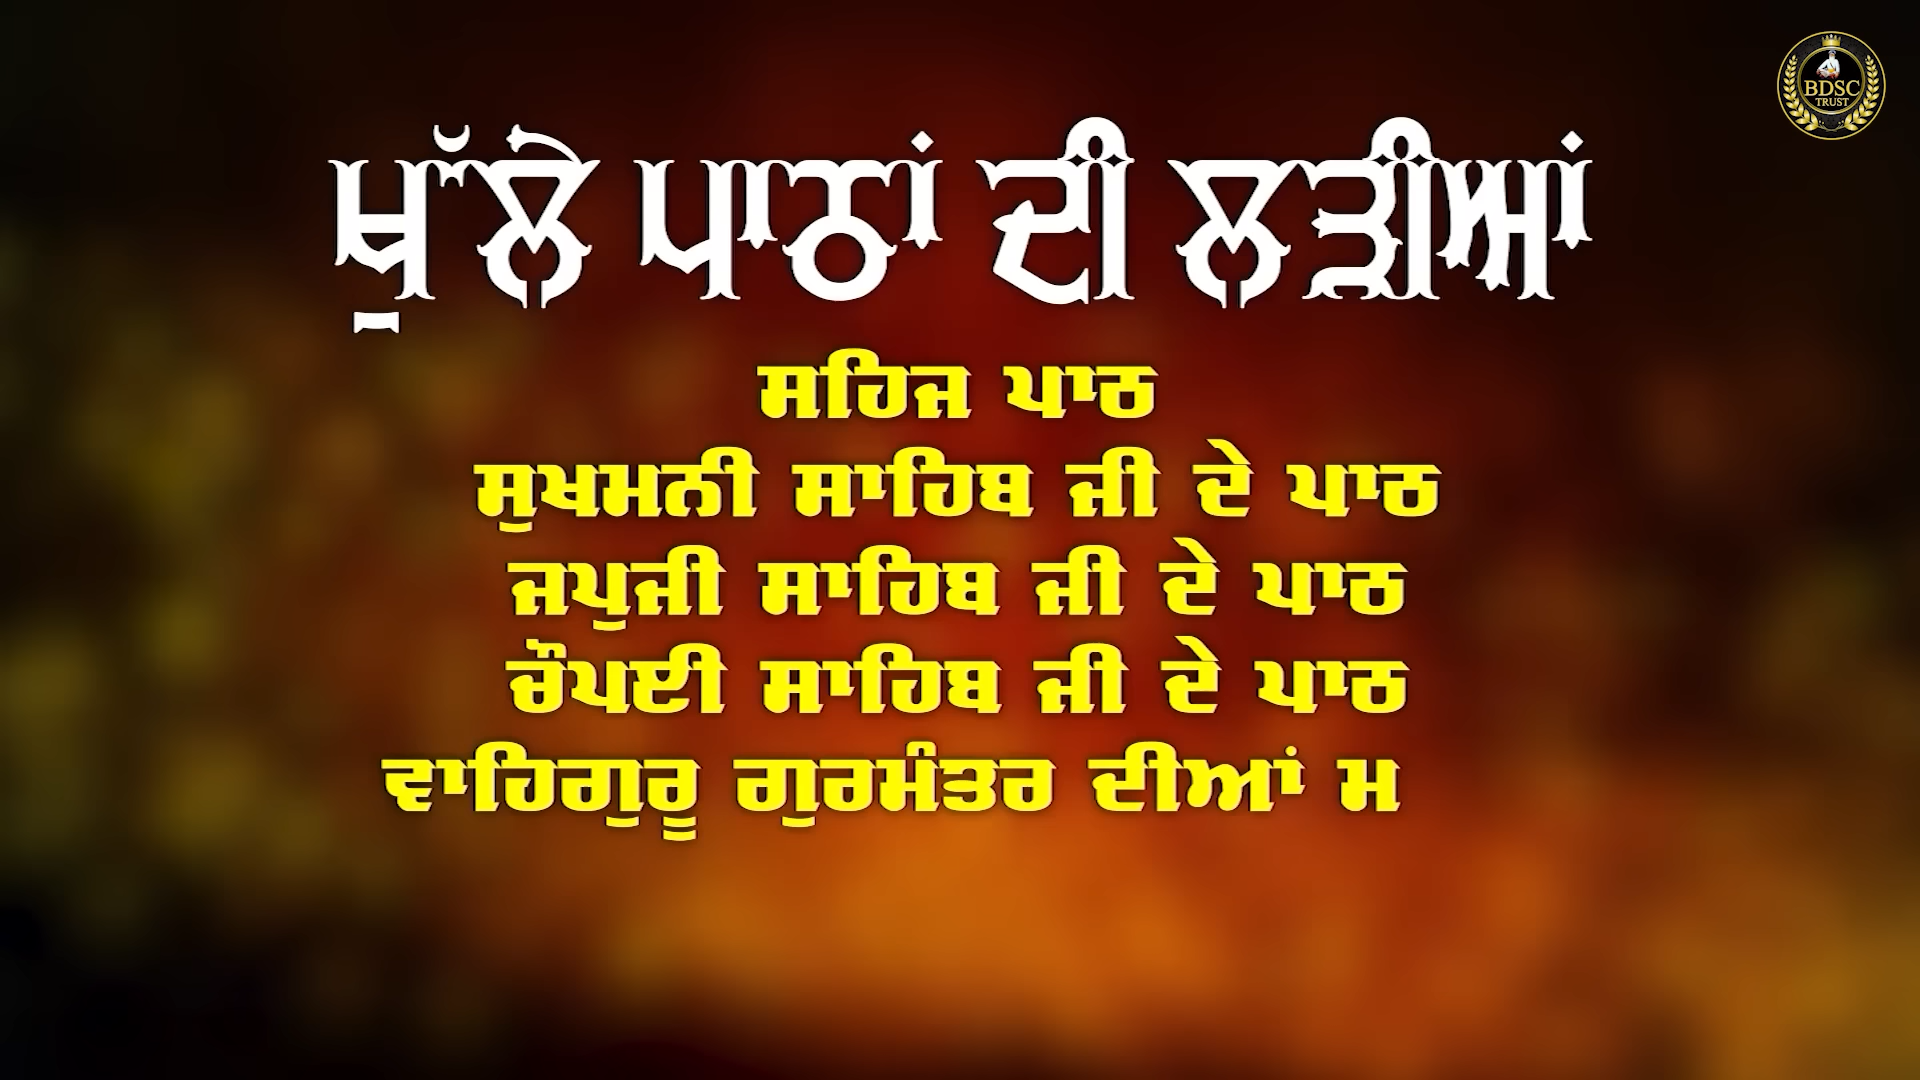 BDSC
TRUST
ਖੁੱਲੇ ਪਾਠਾਂ ਦੀ ਲੜੀਆਂ
ਸਹਿਜ ਪਾਠ
ਸੁਖਮਨੀ ਸਾਹਿਬ ਜੀ ਦੇ ਪਾਠ
ਜਪੁਜੀ ਸਾਹਿਬ ਜੀ ਦੇ ਪਾਠ
ਚੌਪਈ ਸਾਹਿਬ ਜੀ ਦੇ ਪਾਠ
ਵਾਹਿਗੁਰੂ ਗੁਰਮੰਤਰ ਦੀਆਂ ਮ